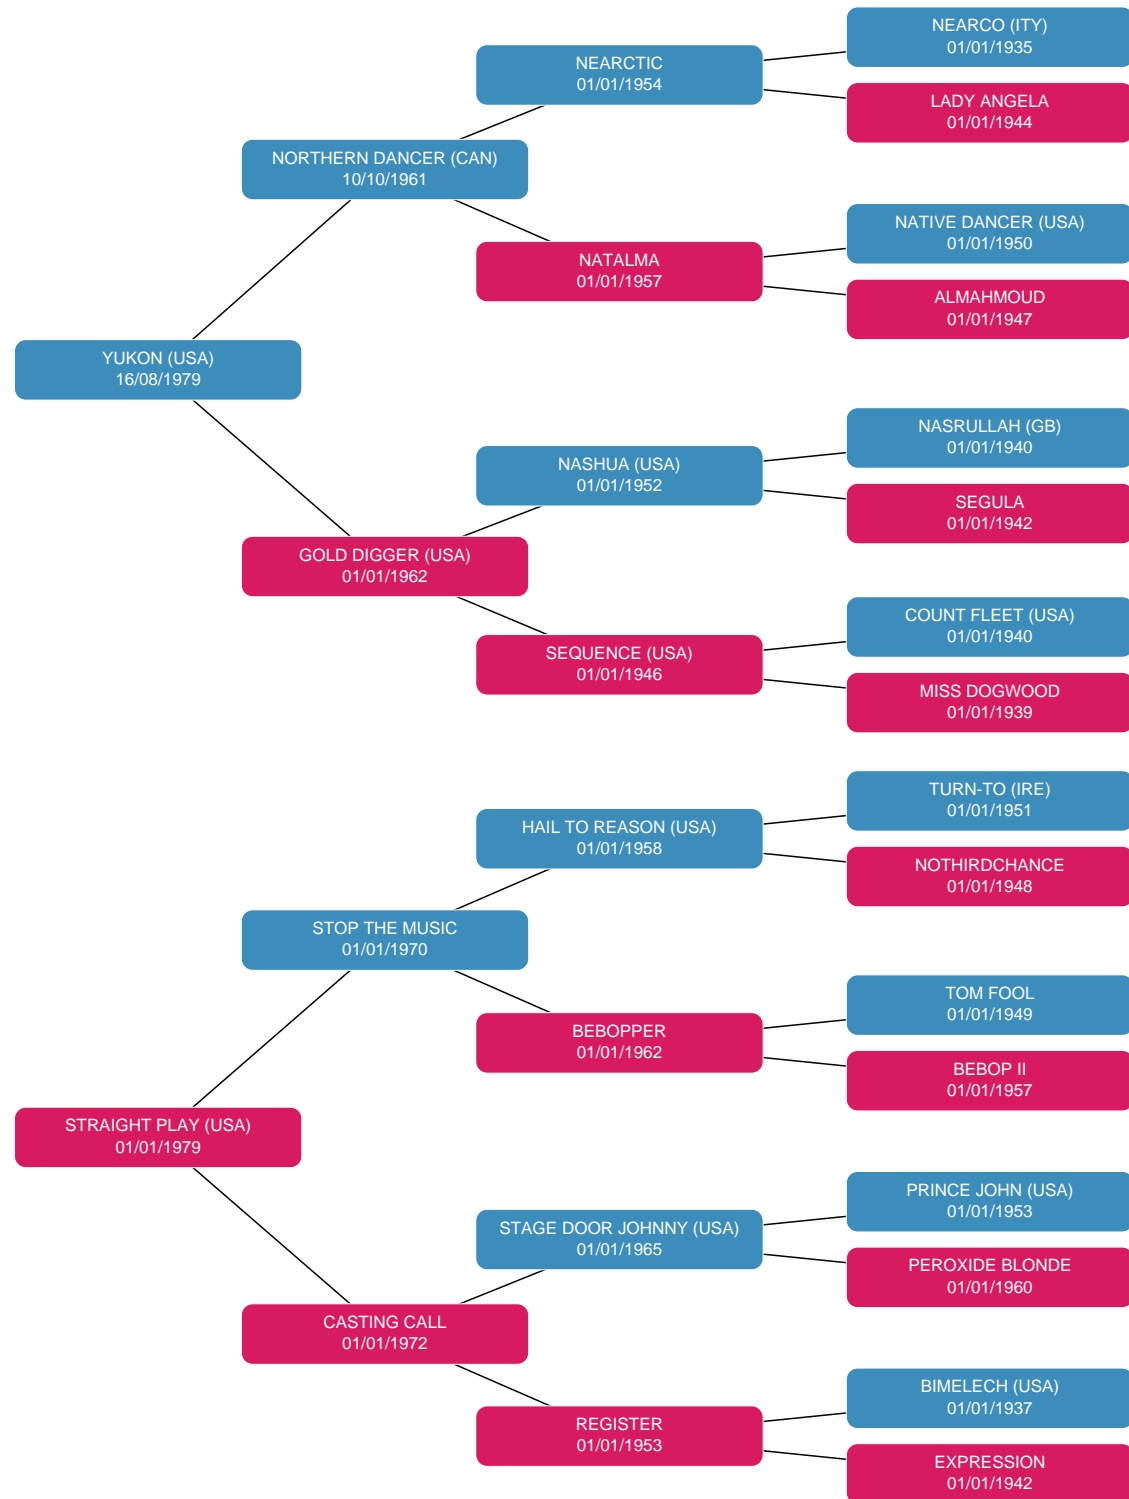 NEARCO (ITY)
01/01/1935
NEARCTIC
01/01/1954
LADY ANGELA
01/01/1944
NORTHERN DANCER (CAN)
10/10/1961
NATIVE DANCER (USA)
01/01/1950
NATALMA
01/01/1957
ALMAHMOUD
01/01/1947
YUKON (USA)
16/08/1979
NASRULLAH (GB)
01/01/1940
NASHUA (USA)
01/01/1952
SEGULA
01/01/1942
GOLD DIGGER (USA)
01/01/1962
COUNT FLEET (USA)
01/01/1940
SEQUENCE (USA)
01/01/1946
MISS DOGWOOD
01/01/1939
TURN-TO (IRE)
01/01/1951
HAIL TO REASON (USA)
01/01/1958
NOTHIRDCHANCE
01/01/1948
STOP THE MUSIC
01/01/1970
TOM FOOL
01/01/1949
BEBOPPER
01/01/1962
BEBOP II
01/01/1957
STRAIGHT PLAY (USA)
01/01/1979
PRINCE JOHN (USA)
01/01/1953
STAGE DOOR JOHNNY (USA)
01/01/1965
PEROXIDE BLONDE
01/01/1960
CASTING CALL
01/01/1972
BIMELECH (USA)
01/01/1937
REGISTER
01/01/1953
EXPRESSION
01/01/1942